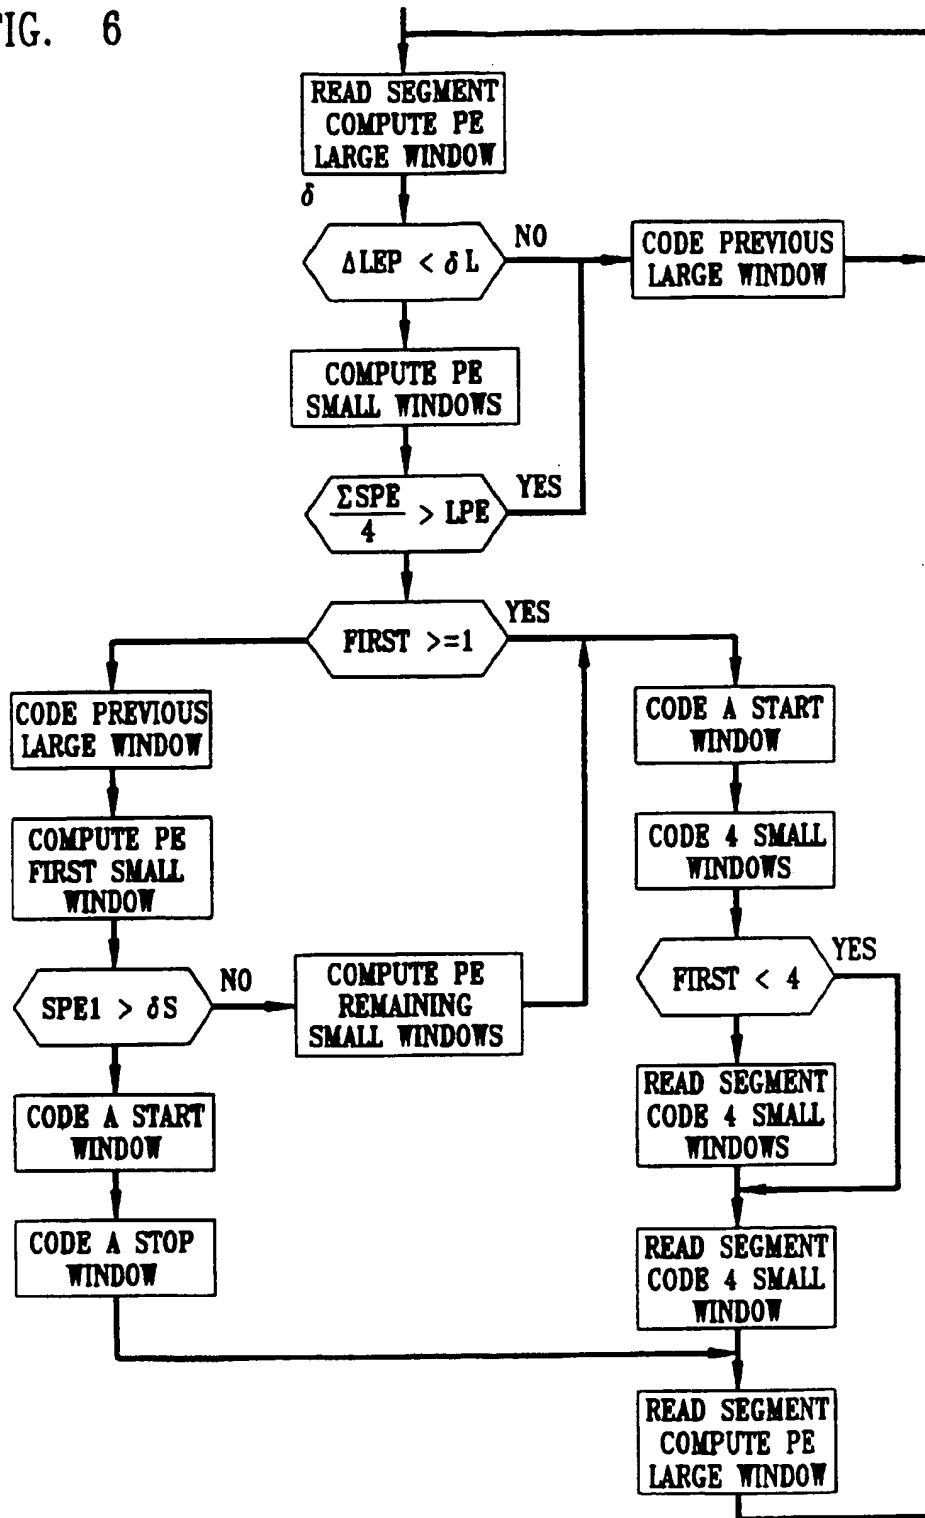 FIG. 6
READ SEGMENT
COMPUTE PE
LARGE WINDOW
δ
ΔLEP < δL
NO
CODE PREVIOUS
LARGE WINDOW
COMPUTE PE
SMALL WINDOWS
ΣSPE
4
> LPE
YES
FIRST >=1
YES
CODE PREVIOUS
LARGE WINDOW
CODE A START
WINDOW
COMPUTE PE
FIRST SMALL
WINDOW
CODE 4 SMALL
WINDOWS
SPE1 > δS
NO
COMPUTE PE
REMAINING
SMALL WINDOWS
FIRST < 4
YES
CODE A START
WINDOW
READ SEGMENT
CODE 4 SMALL
WINDOWS
CODE A STOP
WINDOW
READ SEGMENT
CODE 4 SMALL
WINDOW
READ SEGMENT
COMPUTE PE
LARGE WINDOW